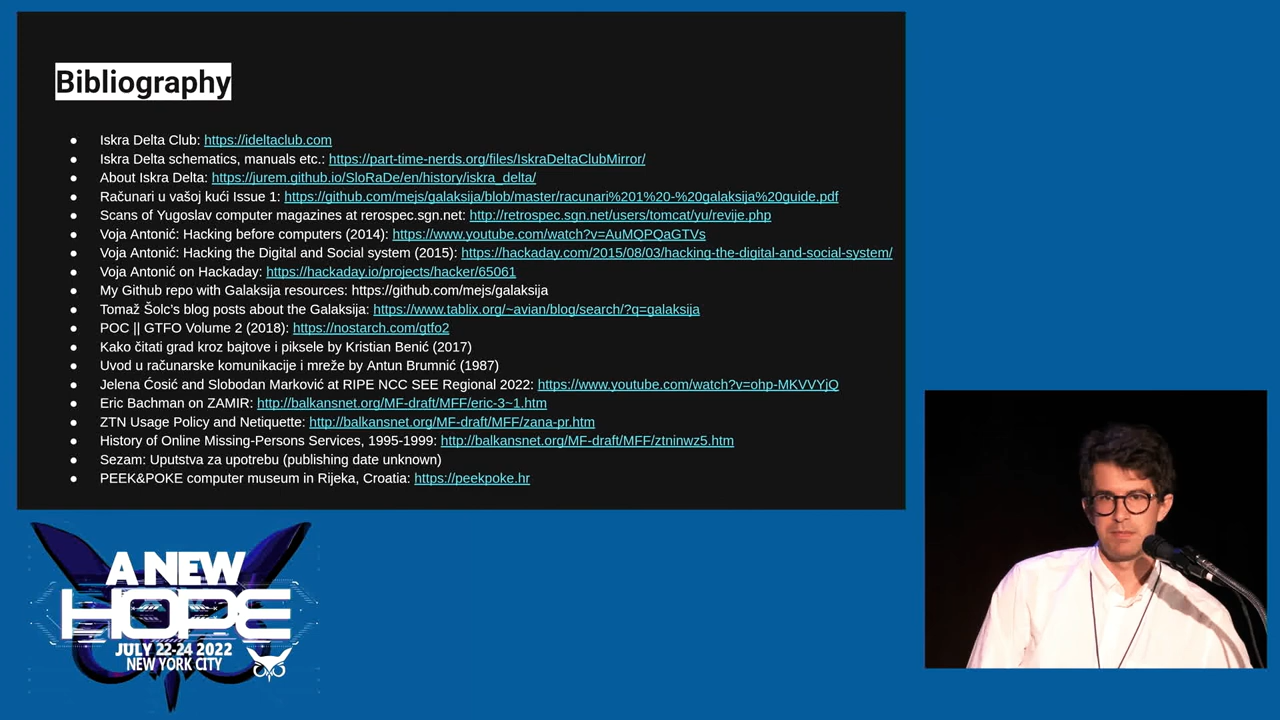 Bibliography
● Iskra Delta Club: https://ideltaclub.com
● Iskra Delta schematics, manuals etc.: https://part-time-nerds.org/files/IskraDeltaClubMirror/
● About Iskra Delta: https://jurem.github.io/SloRaDe/en/history/iskra_delta/
● Računari u vašoj kući Issue 1: https://github.com/mejs/galaksija/blob/master/racunari%201%20-%20galaksija%20guide.pdf
● Scans of Yugoslav computer magazines at rerospec.sgn.net: http://retrospec.sgn.net/users/tomcat/yu/revije.php
● Voja Antonić: Hacking before computers (2014): https://www.youtube.com/watch?v=AuMQPQaGTVs
● Voja Antonić: Hacking the Digital and Social system (2015): https://hackaday.com/2015/08/03/hacking-the-digital-and-social-system/
● Voja Antonić on Hackaday: https://hackaday.io/projects/hacker/65061
● My Github repo with Galaksija resources: https://github.com/mejs/galaksija
● Tomaž Šolc's blog posts about the Galaksija: https://www.tablix.org/~avian/blog/search/?q=galaksija
● POC || GTFO Volume 2 (2018): https://nostarch.com/gtfo2
● Kako čitati grad kroz bajtove i piksele by Kristian Benić (2017)
● Uvod u računarske komunikacije i mreže by Antun Brumnić (1987)
● Jelena Ćosić and Slobodan Marković at RIPE NCC SEE Regional 2022: https://www.youtube.com/watch?v=ohp-MKVVYjQ
● Eric Bachman on ZAMIR: http://balkansnet.org/MF-draft/MFF/eric-3~1.htm
● ZTN Usage Policy and Netiquette: http://balkansnet.org/MF-draft/MFF/zana-pr.htm
● History of Online Missing-Persons Services, 1995-1999: http://balkansnet.org/MF-draft/MFF/ztninwz5.htm
● Sezam: Uputstva za upotrebu (publishing date unknown)
● PEEK&POKE computer museum in Rijeka, Croatia: https://peekpoke.hr
A NEW
HOPE
JULY 22-24 2022
NEW YORK CITY